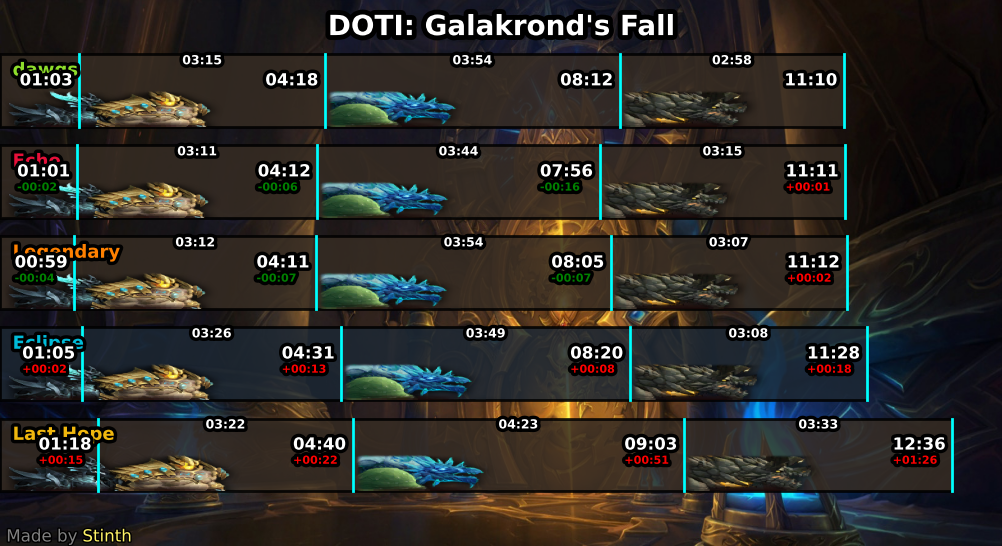 DOTI: Galakrond's Fall
dawgs
03:15 03:54 02:58
01:03 04:18 08:12 11:10
Echo
03:11 03:44 03:15
01:01 04:12 07:56 11:11
-00:02 -00:06 -00:16 +00:01
Legendary
03:12 03:54 03:07
00:59 04:11 08:05 11:12
-00:04 -00:07 -00:07 +00:02
Eclipse
03:26 03:49 03:08
01:05 04:31 08:20 11:28
+00:02 +00:13 +00:08 +00:18
Last Hope
03:22 04:23 03:33
01:18 04:40 09:03 12:36
+00:15 +00:22 +00:51 +01:26
Made by Stinth